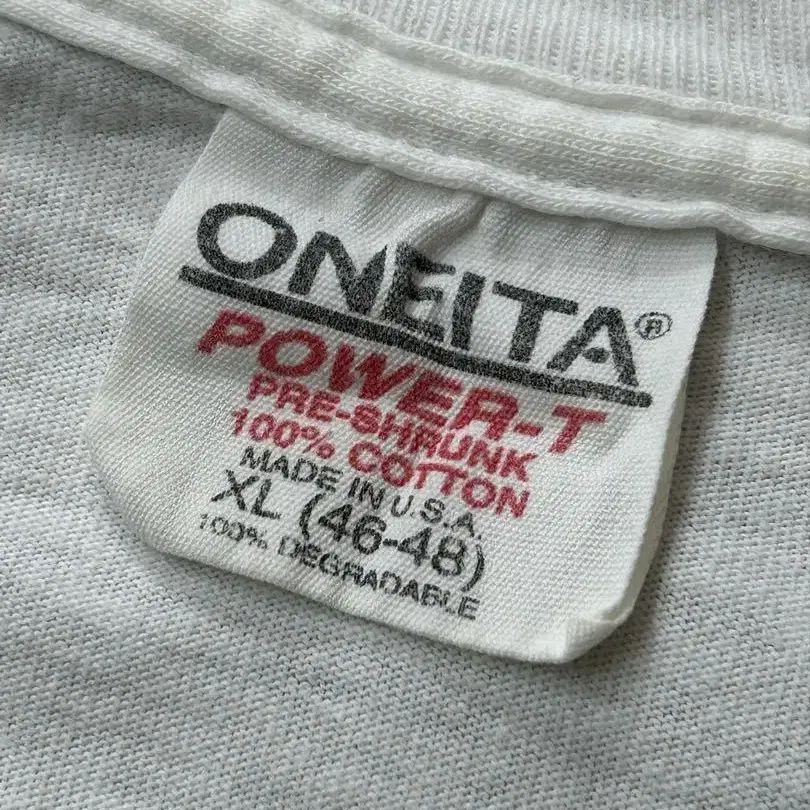 ONEITA®
POWER-T
PRE-SHRUNK
100% COTTON
MADE IN U.S.A.
XL (46-48)
100% DEGRADABLE